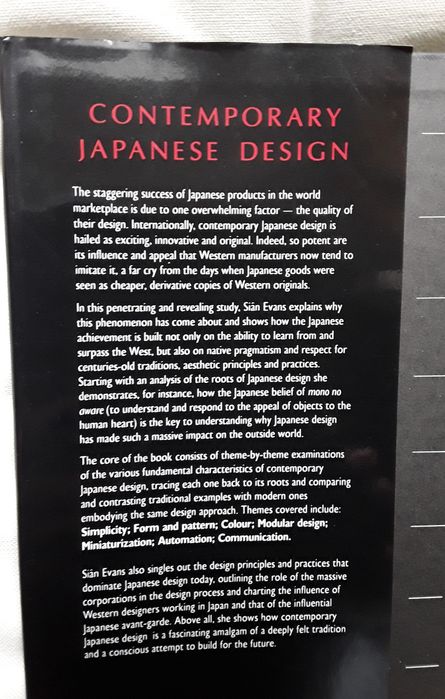 CONTEMPORARY
JAPANESE DESIGN
The staggering success of Japanese products in the world
marketplace is due to one overwhelming factor — the quality of
their design. Internationally, contemporary Japanese design is
hailed as exciting, innovative and original. Indeed, so potent are
its influence and appeal that Western manufacturers now tend to
imitate it, a far cry from the days when Japanese goods were
seen as cheaper, derivative copies of Western originals.
In this penetrating and revealing study, Siân Evans explains why
this phenomenon has come about and shows how the Japanese
achievement is built not only on the ability to learn from and
surpass the West, but also on native pragmatism and respect for
centuries-old traditions, aesthetic principles and practices.
Starting with an analysis of the roots of Japanese design she
demonstrates, for instance, how the Japanese belief of mono no
aware (to understand and respond to the appeal of objects to the
human heart) is the key to understanding why Japanese design
has made such a massive impact on the outside world.
The core of the book consists of theme-by-theme examinations
of the various fundamental characteristics of contemporary
Japanese design, tracing each one back to its roots and comparing
and contrasting traditional examples with modern ones
embodying the same design approach. Themes covered include:
Simplicity; Form and pattern; Colour; Modular design;
Miniaturization; Automation; Communication.
Siân Evans also singles out the design principles and practices that
dominate Japanese design today, outlining the role of the massive
corporations in the design process and charting the influence of
Western designers working in Japan and that of the influential
Japanese avant-garde. Above all, she shows how contemporary
Japanese design is a fascinating amalgam of a deeply felt tradition
and a conscious attempt to build for the future.